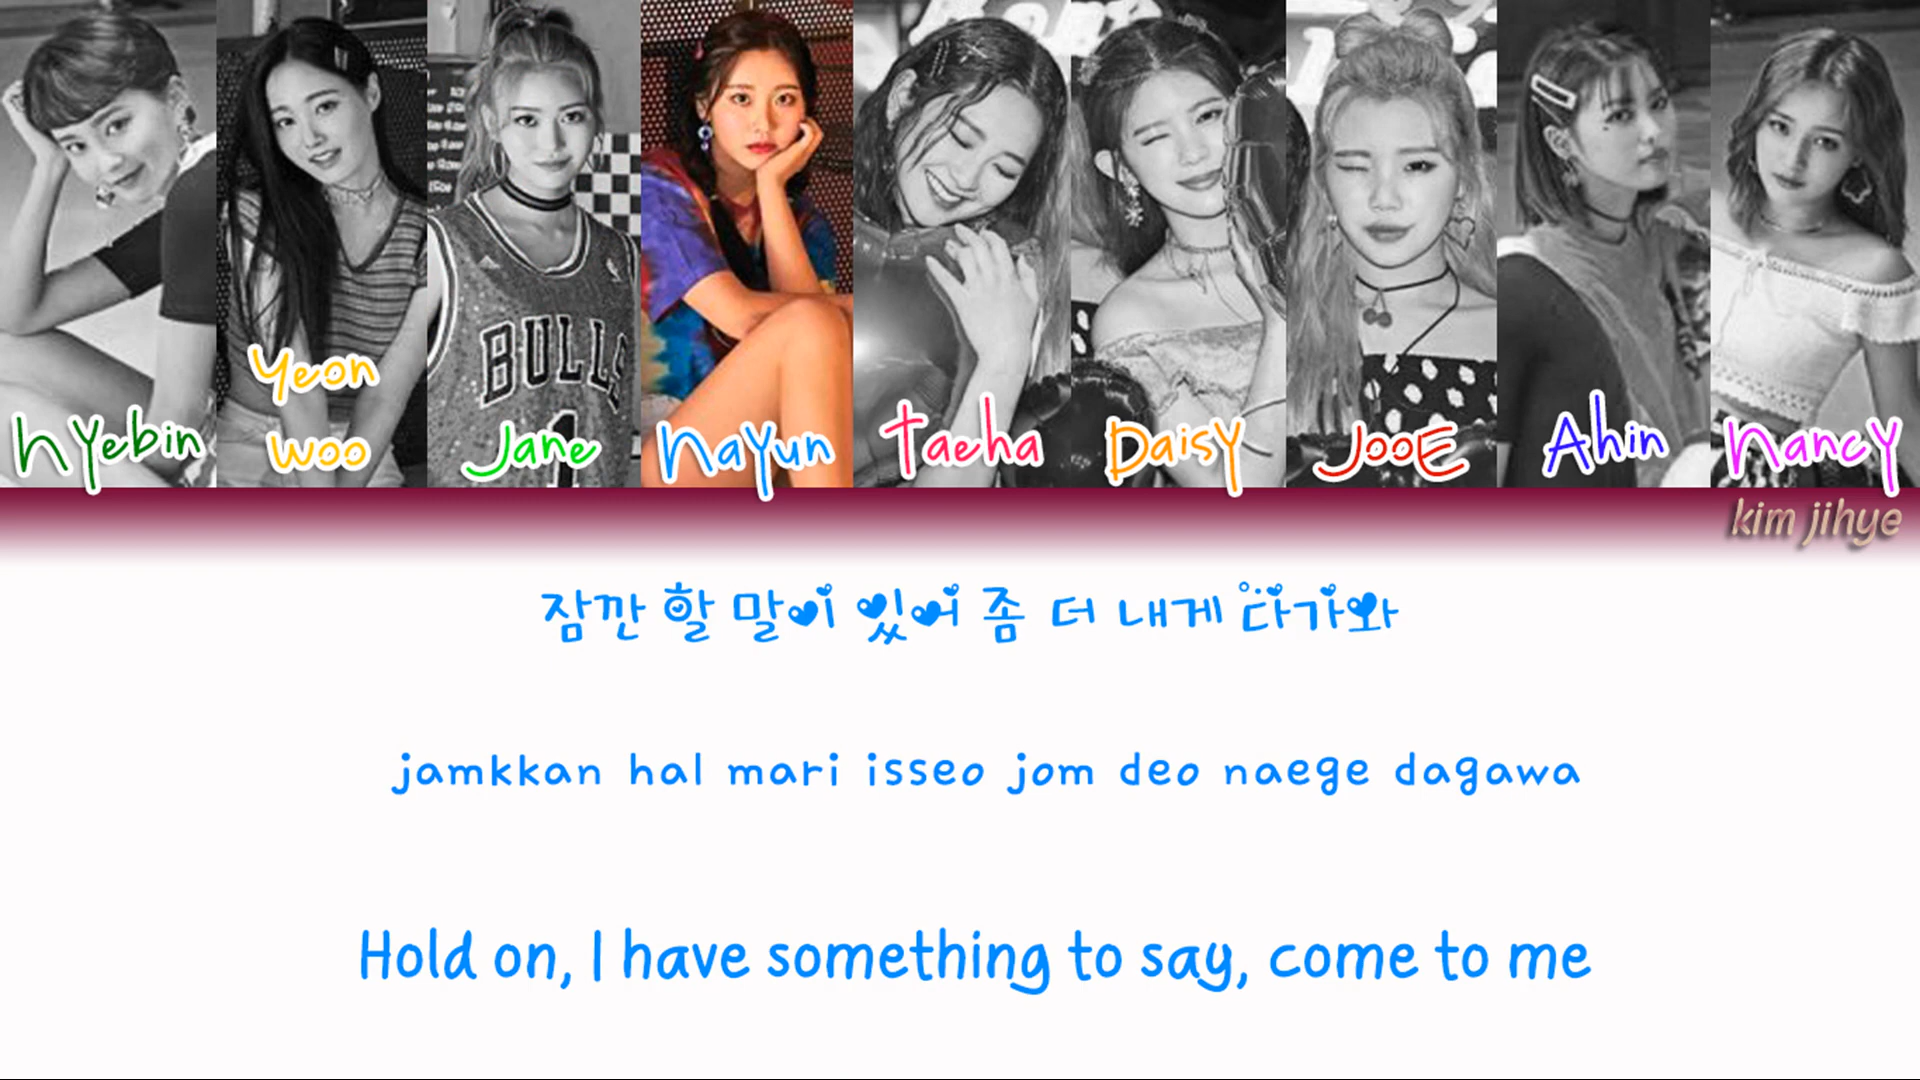 hyebin
Yeon
woo
Jane
nayun
taeha
Daisy
JooE
Ahin
nancy
BULLS
1
kim jihye
잠깐 할 말이 있어 좀 더 내게 다가와
jamkkan hal mari isseo jom deo naege dagawa
Hold on, I have something to say, come to me